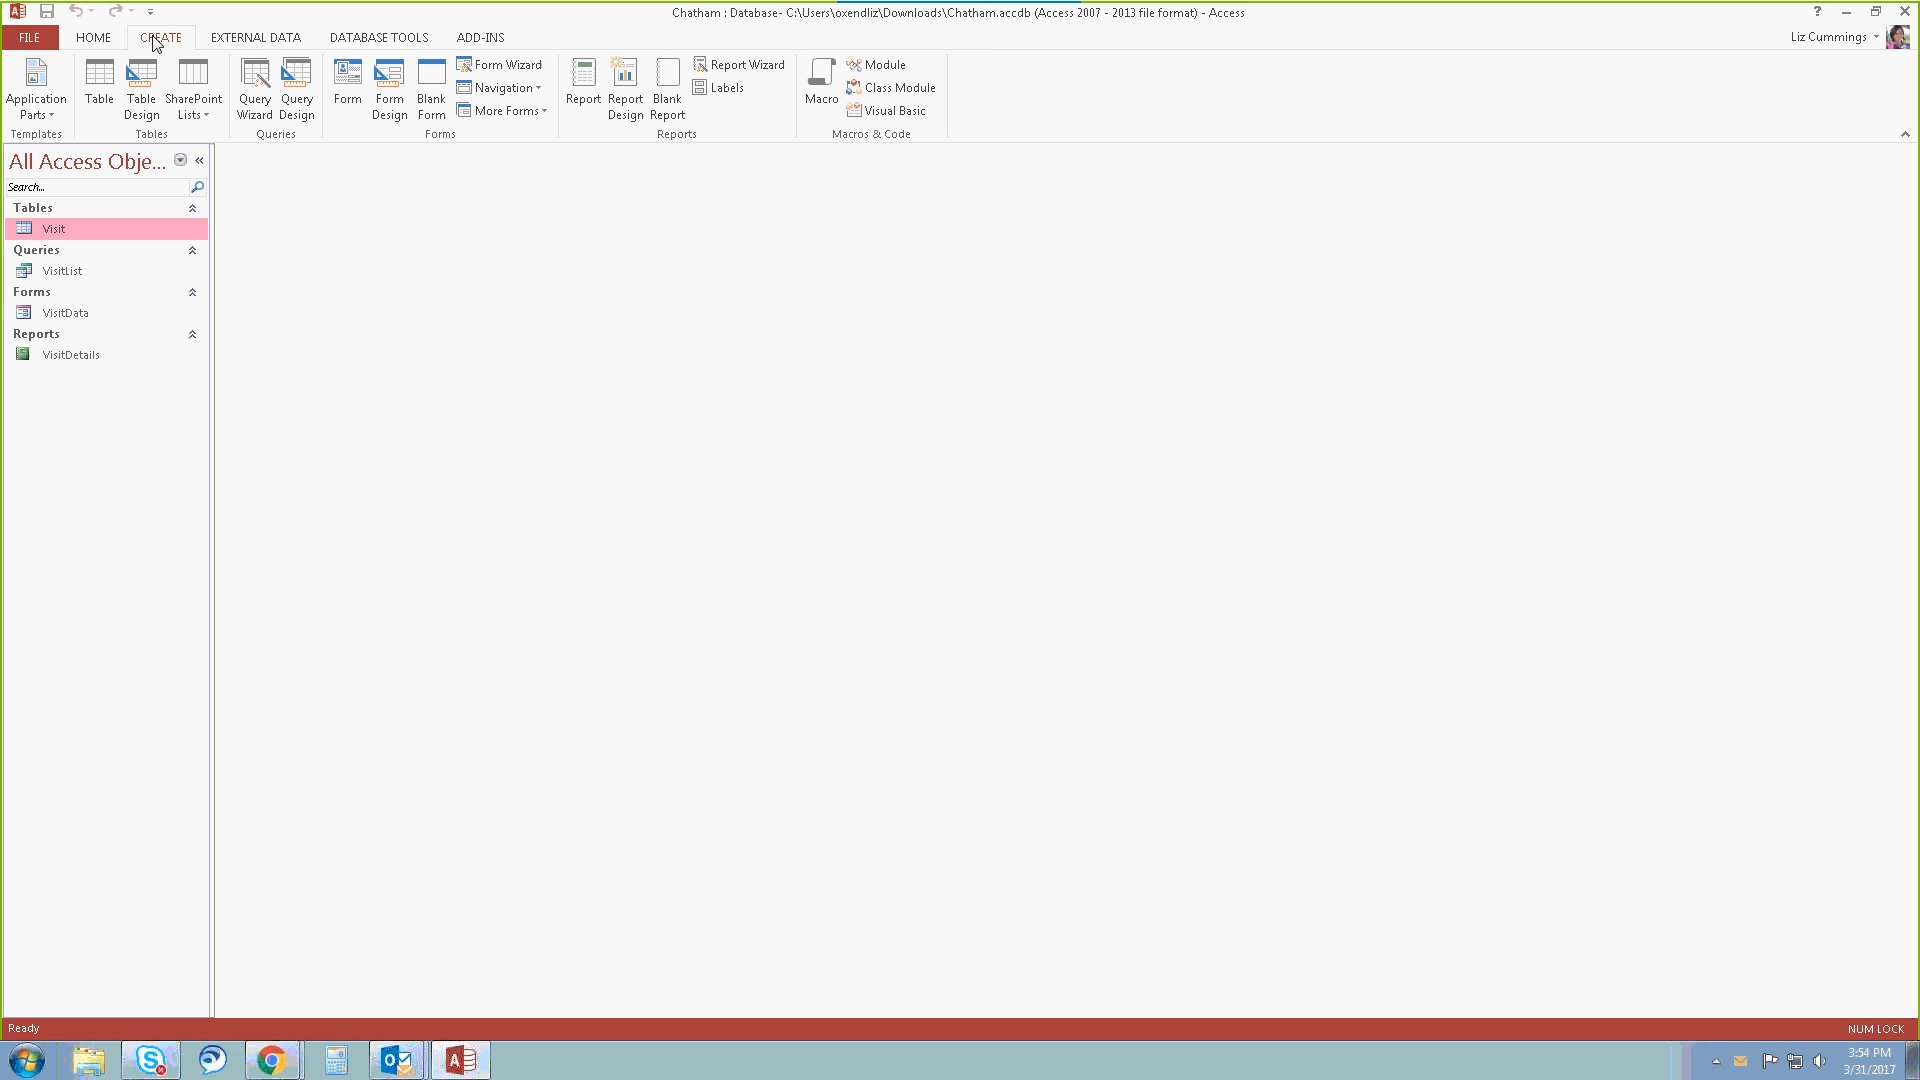 Chatham : Database- C:\Users\oxendliz\Downloads\Chatham.accdb (Access 2007 - 2013 file format) - Access
?
FILE HOME CREATE EXTERNAL DATA DATABASE TOOLS ADD-INS
Liz Cummings
Application Parts
Templates
Table
Table Design
SharePoint Lists
Tables
Query Wizard
Query Design
Queries
Form
Form Design
Blank Form
Form Wizard
Navigation
More Forms
Forms
Report
Report Design
Blank Report
Report Wizard
Labels
Reports
Macro
Module
Class Module
Visual Basic
Macros & Code
All Access Obje...
Search...
Tables
Visit
Queries
VisitList
Forms
VisitData
Reports
VisitDetails
Ready
NUM LOCK
3:54 PM
3/31/2017